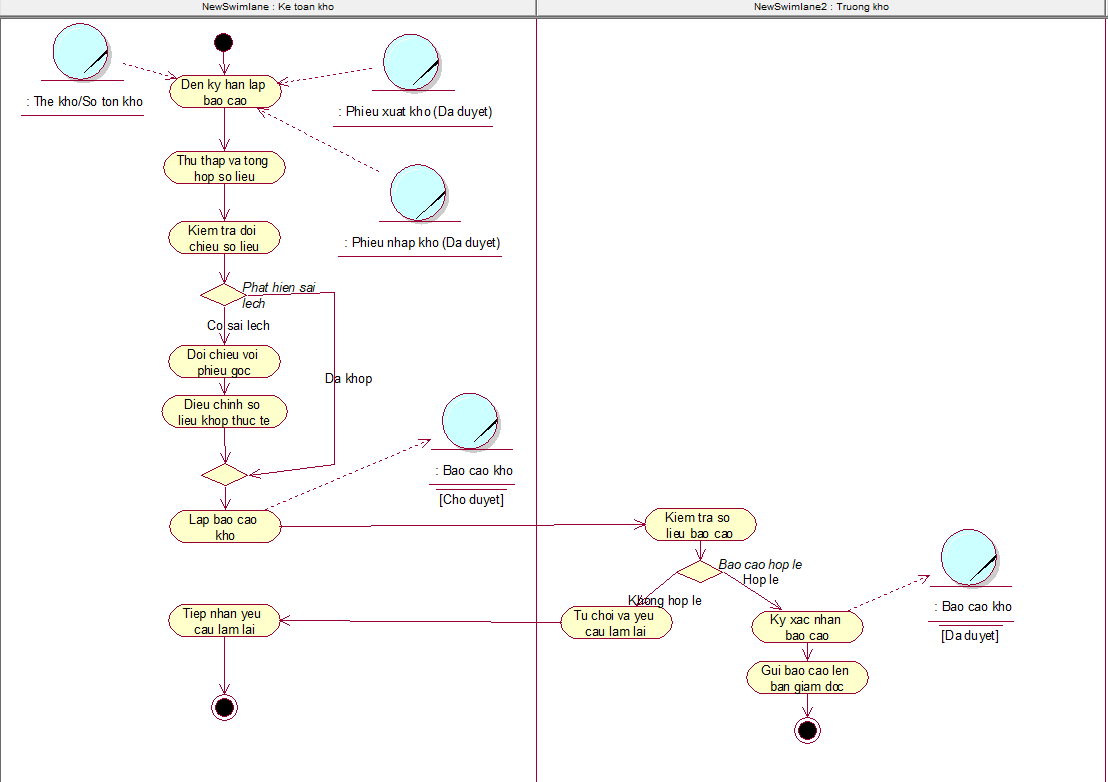 NewSwimlane : Ke toan kho
NewSwimlane2 : Truong kho
Den ky han lap
bao cao
: The kho/So ton kho
: Phieu xuat kho (Da duyet)
Thu thap va tong
hop so lieu
Kiem tra doi
chieu so lieu
: Phieu nhap kho (Da duyet)
Phat hien sai
lech
Co sai lech
Doi chieu voi
phieu goc
Da khop
Dieu chinh so
lieu khop thuc te
: Bao cao kho
[Cho duyet]
Lap bao cao
kho
Kiem tra so
lieu bao cao
Bao cao hop le
Hop le
Khong hop le
Tiep nhan yeu
cau lam lai
Tu choi va yeu
cau lam lai
Ky xac nhan
bao cao
: Bao cao kho
[Da duyet]
Gui bao cao len
ban giam doc